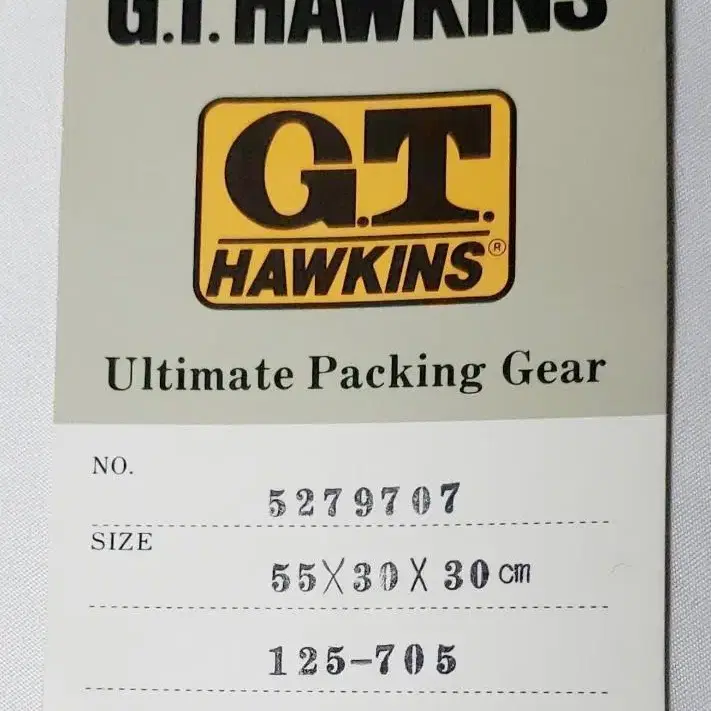 G.T. HAWKINS
G.T.
HAWKINS®
Ultimate Packing Gear
NO.
5279707
SIZE
55X30X30cm
125-705